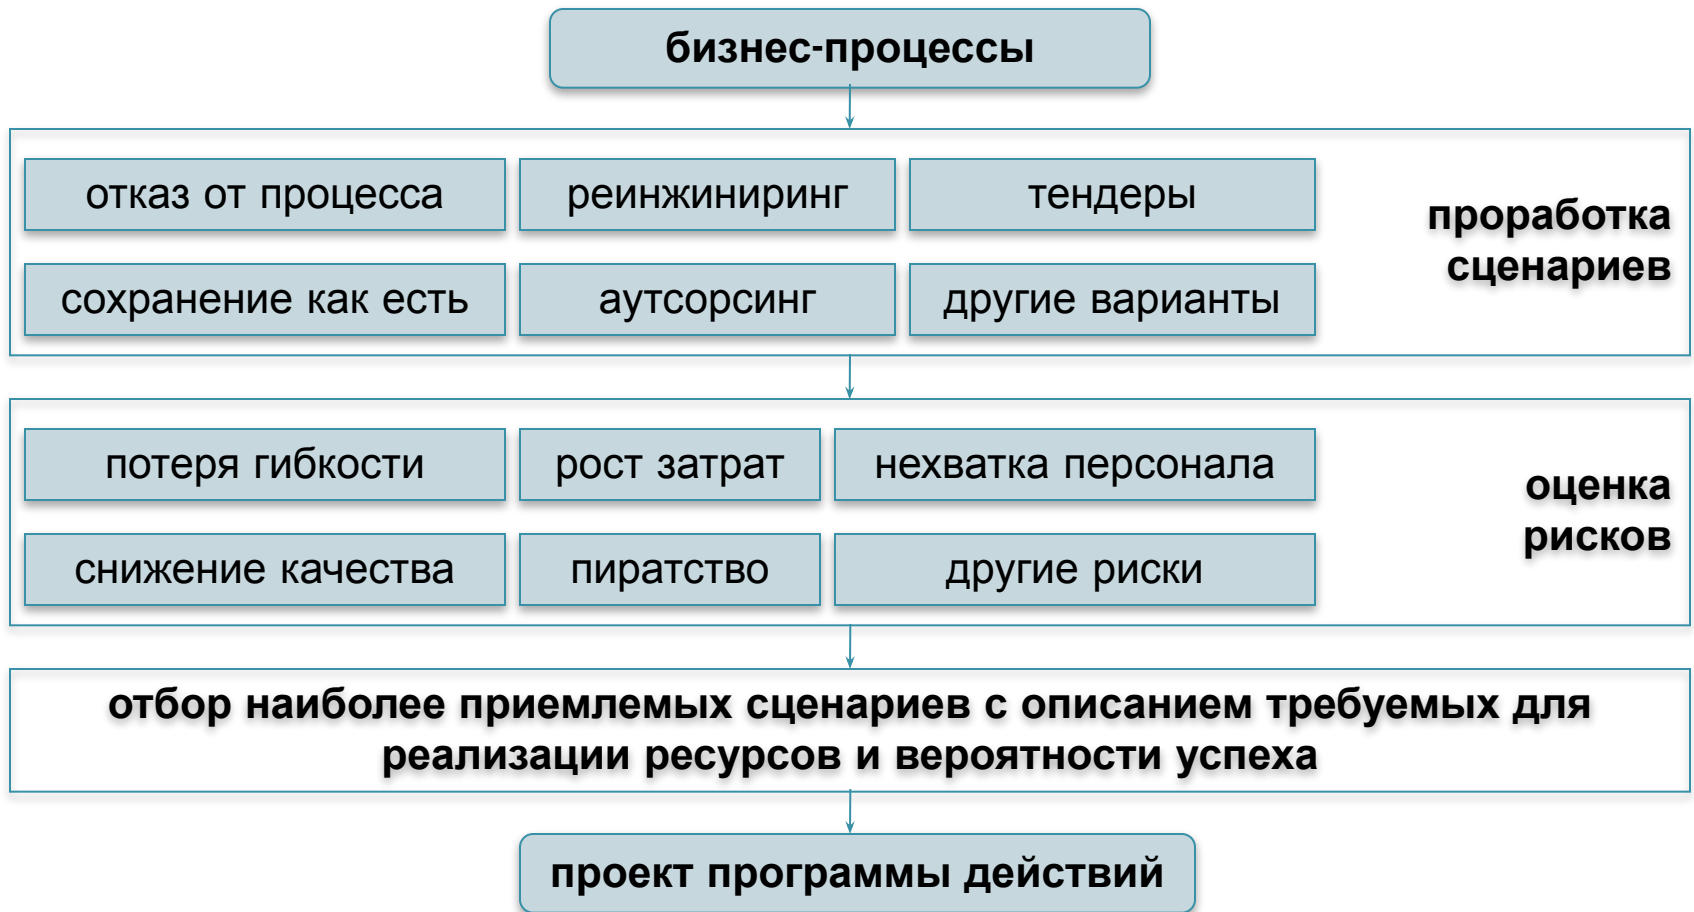 бизнес-процессы
отказ от процесса
реинжиниринг
тендеры
проработка
сценариев
сохранение как есть
аутсорсинг
другие варианты
потеря гибкости
рост затрат
нехватка персонала
оценка
рисков
снижение качества
пиратство
другие риски
отбор наиболее приемлемых сценариев с описанием требуемых для
реализации ресурсов и вероятности успеха
проект программы действий